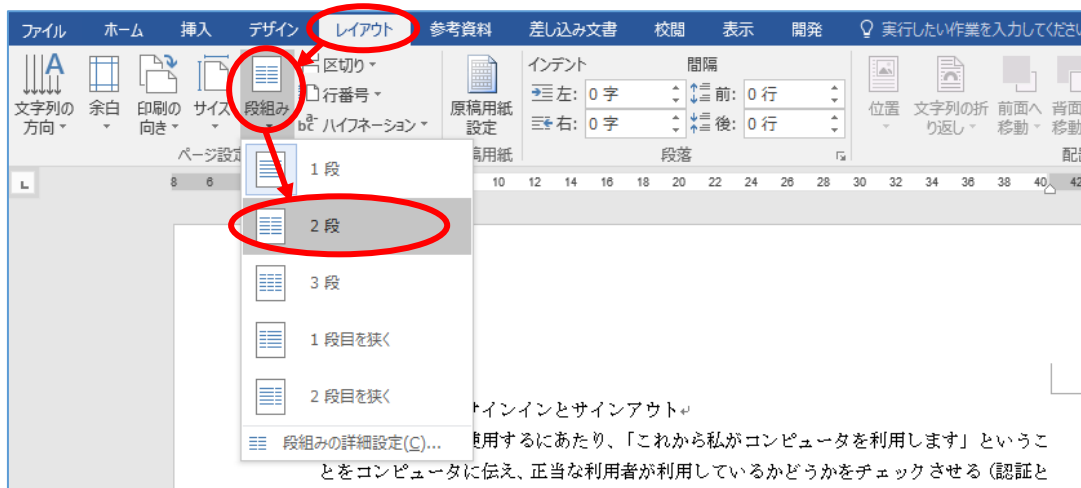 ファイル ホーム 挿入 デザイン レイアウト 参考資料 差し込み文書 校閲 表示 開発 実行したい作業を入力してください
文字列の方向 余白 印刷の向き サイズ 段組み
区切り
行番号
ハイフネーション
原稿用紙設定
インデント 間隔
左: 0 字 前: 0 行
右: 0 字 後: 0 行
位置 文字列の折り返し 前面へ移動 背面
移動
ページ設定 高用紙 段落 配置
8 6 10 12 14 16 18 20 22 24 26 28 30 32 34 36 38 40 42
1 段
2 段
3 段
1 段目を狭く
2 段目を狭く
段組みの詳細設定(C)...
サインインとサインアウト
使用するにあたり、「これから私がコンピュータを利用します」というこ
とをコンピュータに伝え、正当な利用者が利用しているかどうかをチェックさせる（認証と